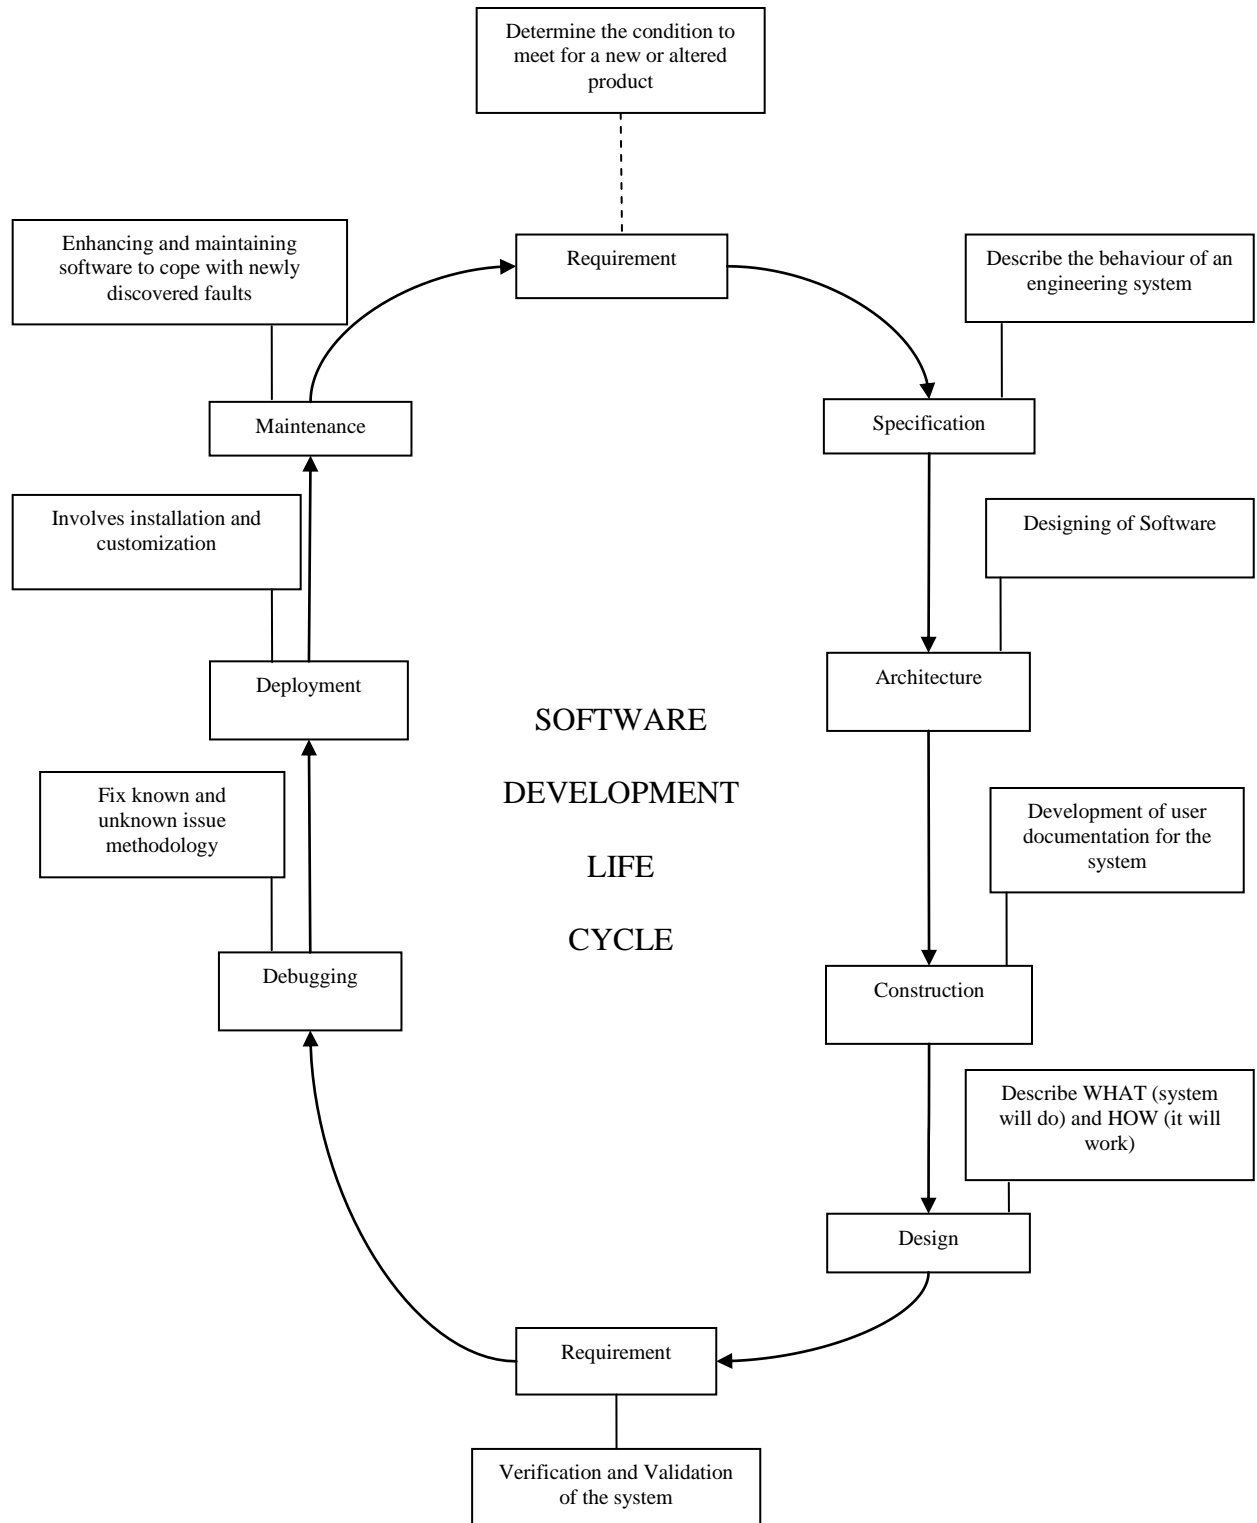 Determine the condition to
meet for a new or altered
product
Enhancing and maintaining
software to cope with newly
discovered faults
Requirement
Describe the behaviour of an
engineering system
Maintenance
Specification
Involves installation and
customization
Designing of Software
Deployment
Architecture
SOFTWARE
DEVELOPMENT
LIFE
CYCLE
Fix known and
unknown issue
methodology
Development of user
documentation for the
system
Debugging
Construction
Describe WHAT (system
will do) and HOW (it will
work)
Design
Requirement
Verification and Validation
of the system